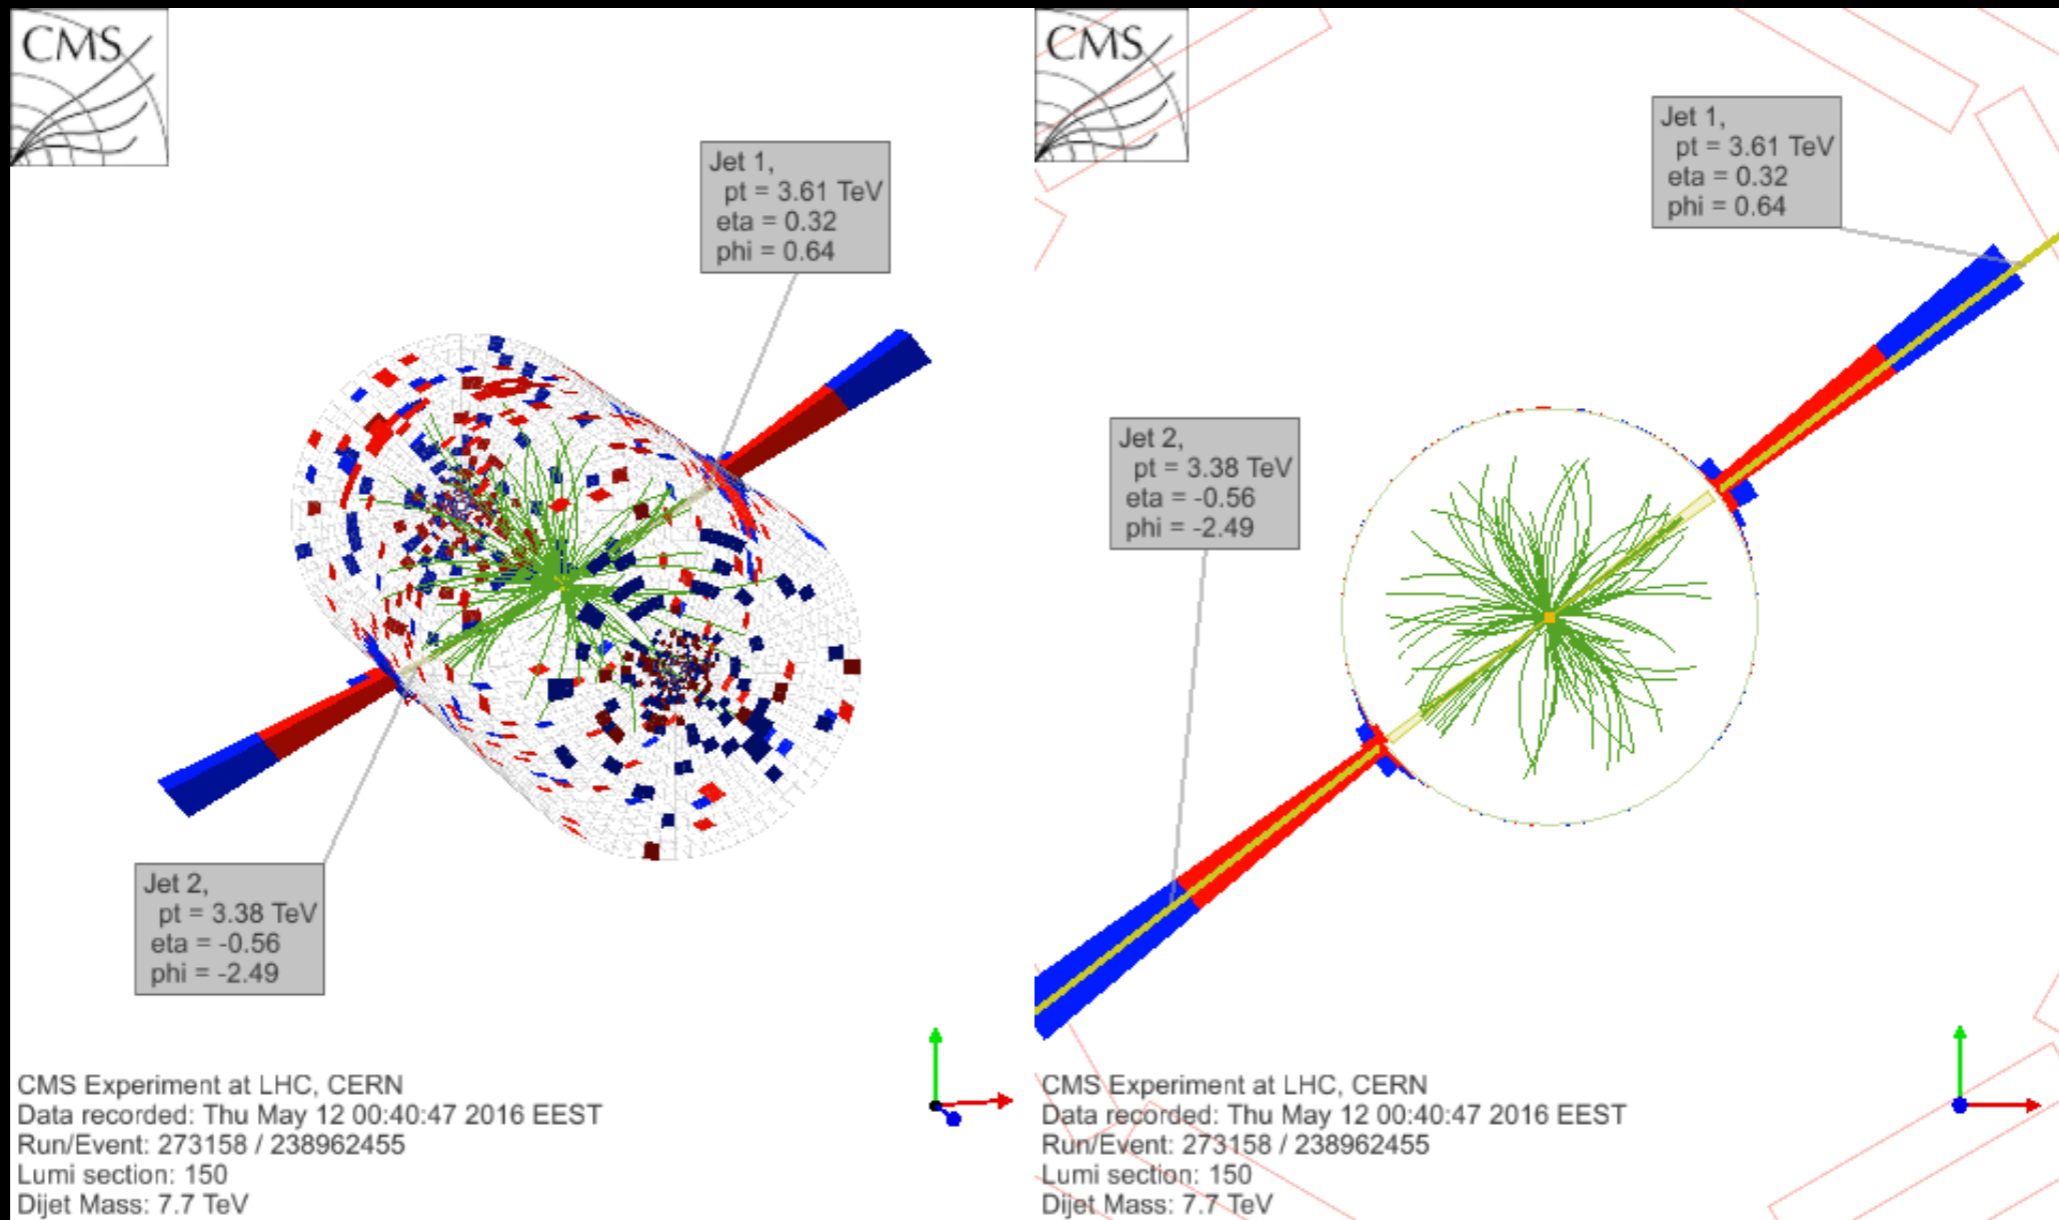 CMS
Jet 1,
pt = 3.61 TeV
eta = 0.32
phi = 0.64
Jet 2,
pt = 3.38 TeV
eta = -0.56
phi = -2.49
CMS Experiment at LHC, CERN
Data recorded: Thu May 12 00:40:47 2016 EEST
Run/Event: 273158 / 238962455
Lumi section: 150
Dijet Mass: 7.7 TeV
CMS
Jet 1,
pt = 3.61 TeV
eta = 0.32
phi = 0.64
Jet 2,
pt = 3.38 TeV
eta = -0.56
phi = -2.49
CMS Experiment at LHC, CERN
Data recorded: Thu May 12 00:40:47 2016 EEST
Run/Event: 273158 / 238962455
Lumi section: 150
Dijet Mass: 7.7 TeV